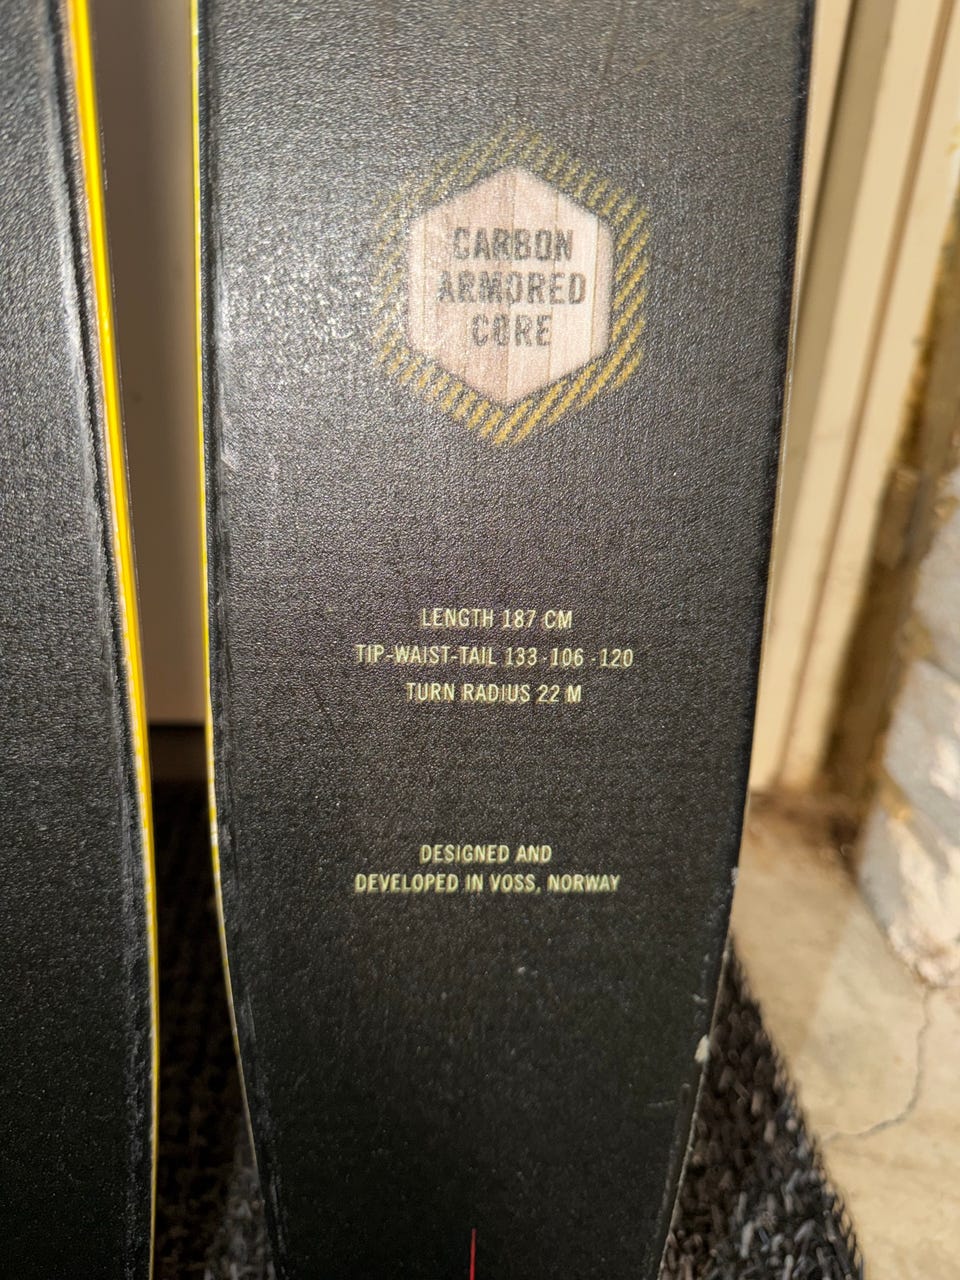 CARBON
ARMORED
CORE
LENGTH 187 CM
TIP-WAIST-TAIL 133-106-120
TURN RADIUS 22 M
DESIGNED AND
DEVELOPED IN VOSS, NORWAY